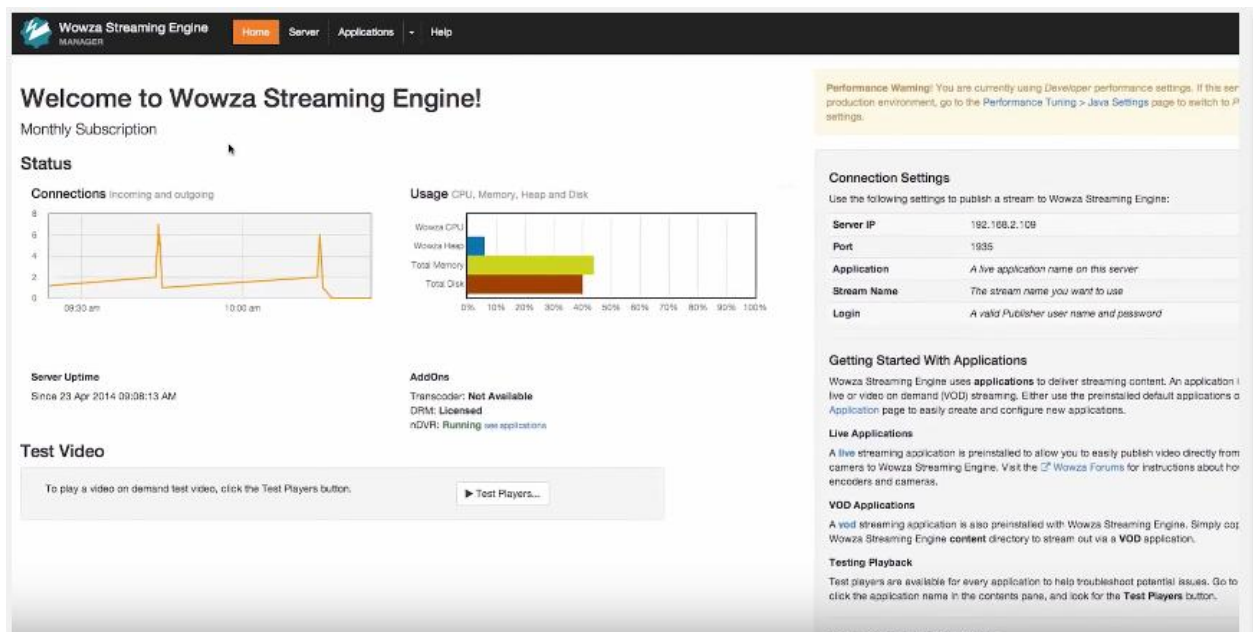 Wowza Streaming Engine
MANAGER
Home Server Applications Help
Welcome to Wowza Streaming Engine!
Monthly Subscription
Status
Connections Incoming and outgoing
8
6
4
2
0
09:30 am 10:00 am
Usage CPU, Memory, Heap and Disk
Wowza CPU
Wowza Heap
Total Memory
Total Disk
0% 10% 20% 30% 40% 50% 60% 70% 80% 90% 100%
Server Uptime
Since 23 Apr 2014 09:08:13 AM
AddOns
Transcoder: Not Available
DRM: Licensed
nDVR: Running see applications
Test Video
To play a video on demand test video, click the Test Players button.
Test Players...
Performance Warning! You are currently using Developer performance settings. If this ser
production environment, go to the Performance Tuning > Java Settings page to switch to P
settings.
Connection Settings
Use the following settings to publish a stream to Wowza Streaming Engine:
Server IP 192.168.2.109
Port 1935
Application A live application name on this server
Stream Name The stream name you want to use
Login A valid Publisher user name and password
Getting Started With Applications
Wowza Streaming Engine uses applications to deliver streaming content. An application
live or video on demand (VOD) streaming. Either use the preinstalled default applications
Application page to easily create and configure new applications.
Live Applications
A live streaming application is preinstalled to allow you to easily publish video directly from
camera to Wowza Streaming Engine. Visit the Wowza Forums for instructions about ho
encoders and cameras.
VOD Applications
A vod streaming application is also preinstalled with Wowza Streaming Engine. Simply cop
Wowza Streaming Engine content directory to stream out via a VOD application.
Testing Playback
Test players are available for every application to help troubleshoot potential issues. Go to
click the application name in the contents pane, and look for the Test Players button.